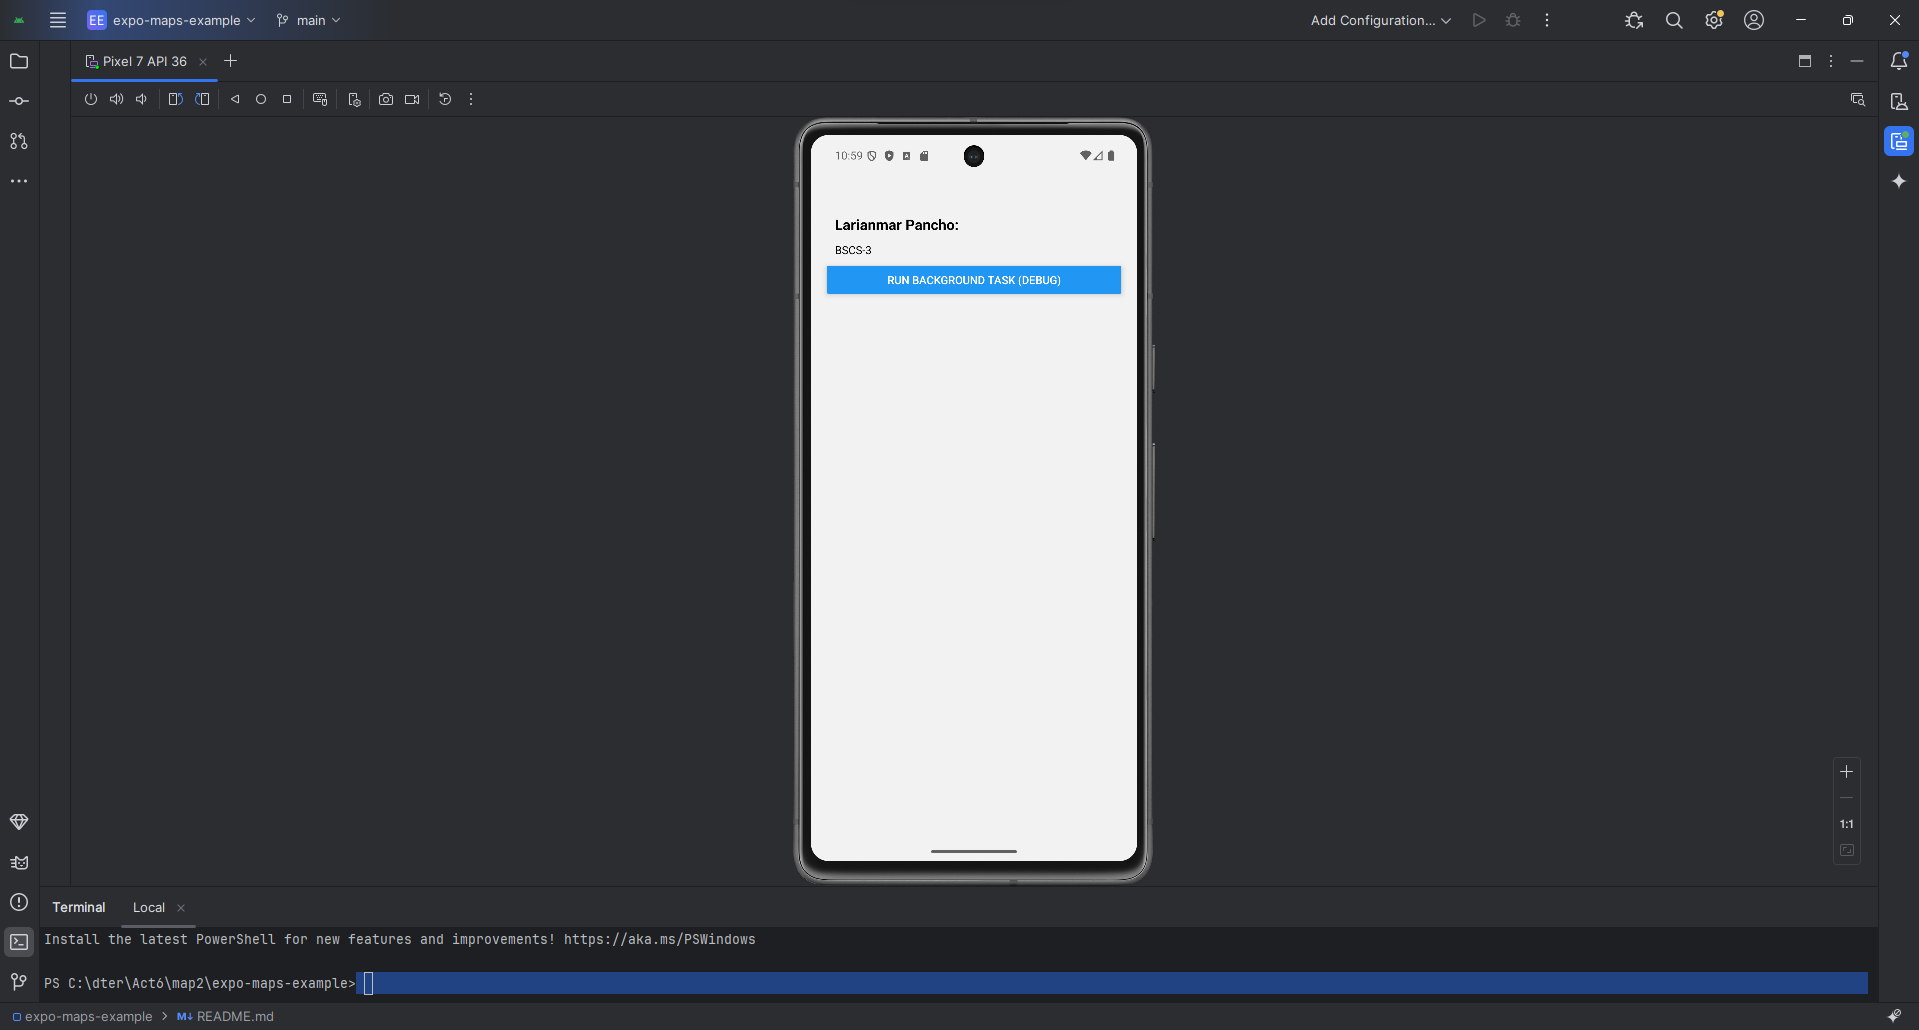 EE expo-maps-example main Add Configuration...
Pixel 7 API 36
10:59
Larianmar Pancho:
BSCS-3
RUN BACKGROUND TASK (DEBUG)
1:1
Terminal Local
Install the latest PowerShell for new features and improvements! https://aka.ms/PSWindows
PS C:\dter\Act6\map2\expo-maps-example>
expo-maps-example > M↓ README.md